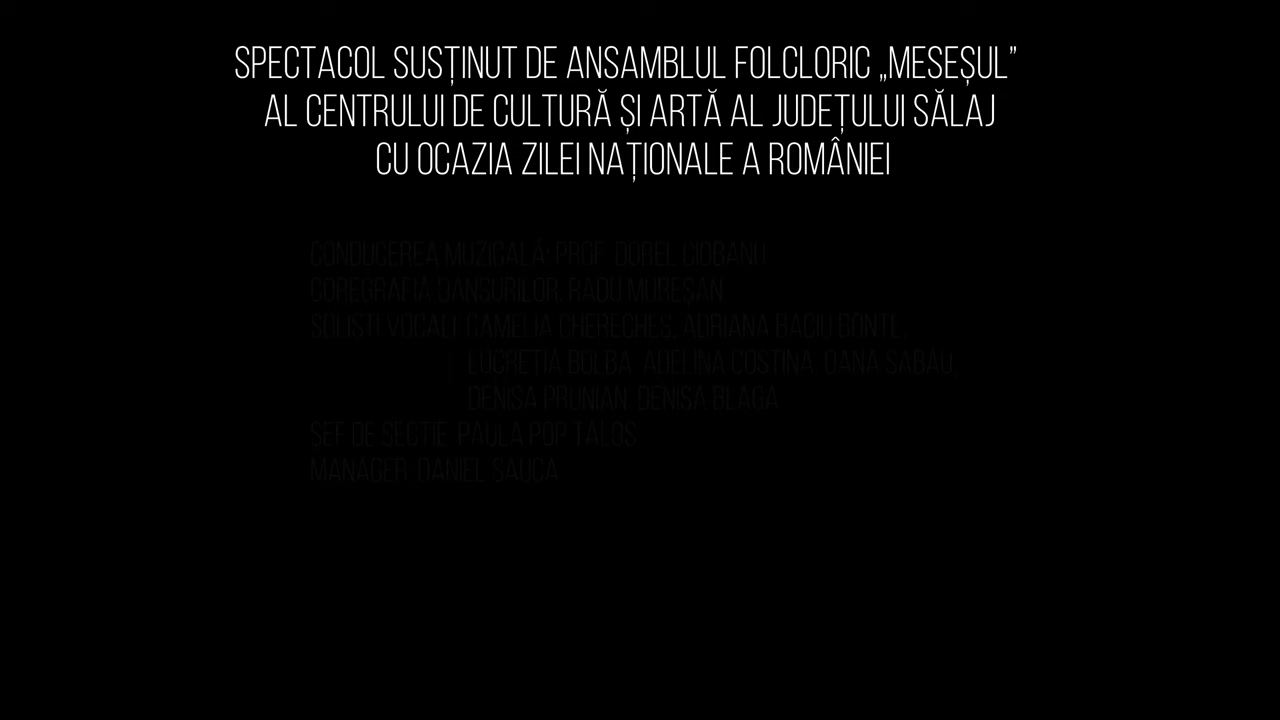 SPECTACOL SUSȚINUT DE ANSAMBLUL FOLCLORIC „MESEȘUL”
AL CENTRULUI DE CULTURĂ ȘI ARTĂ AL JUDEȚULUI SĂLAJ
CU OCAZIA ZILEI NAȚIONALE A ROMÂNIEI
CONDUCEREA MUZICALĂ: PROF. DOREL CIOBANU
COREGRAFIA DANSURILOR: RADU MUREȘAN
SOLIȘTI VOCALI: CAMELIA CHERECHEȘ, ADRIANA BACIU BONTE,
LUCREȚIA BOLBA, ADELINA COSTINA, OANA SABĂU,
DENISA PRUNIAN, DENISA BLAGA
ȘEF DE SECȚIE: PAULA POP TALOȘ
MANAGER: DANIEL SĂUCA